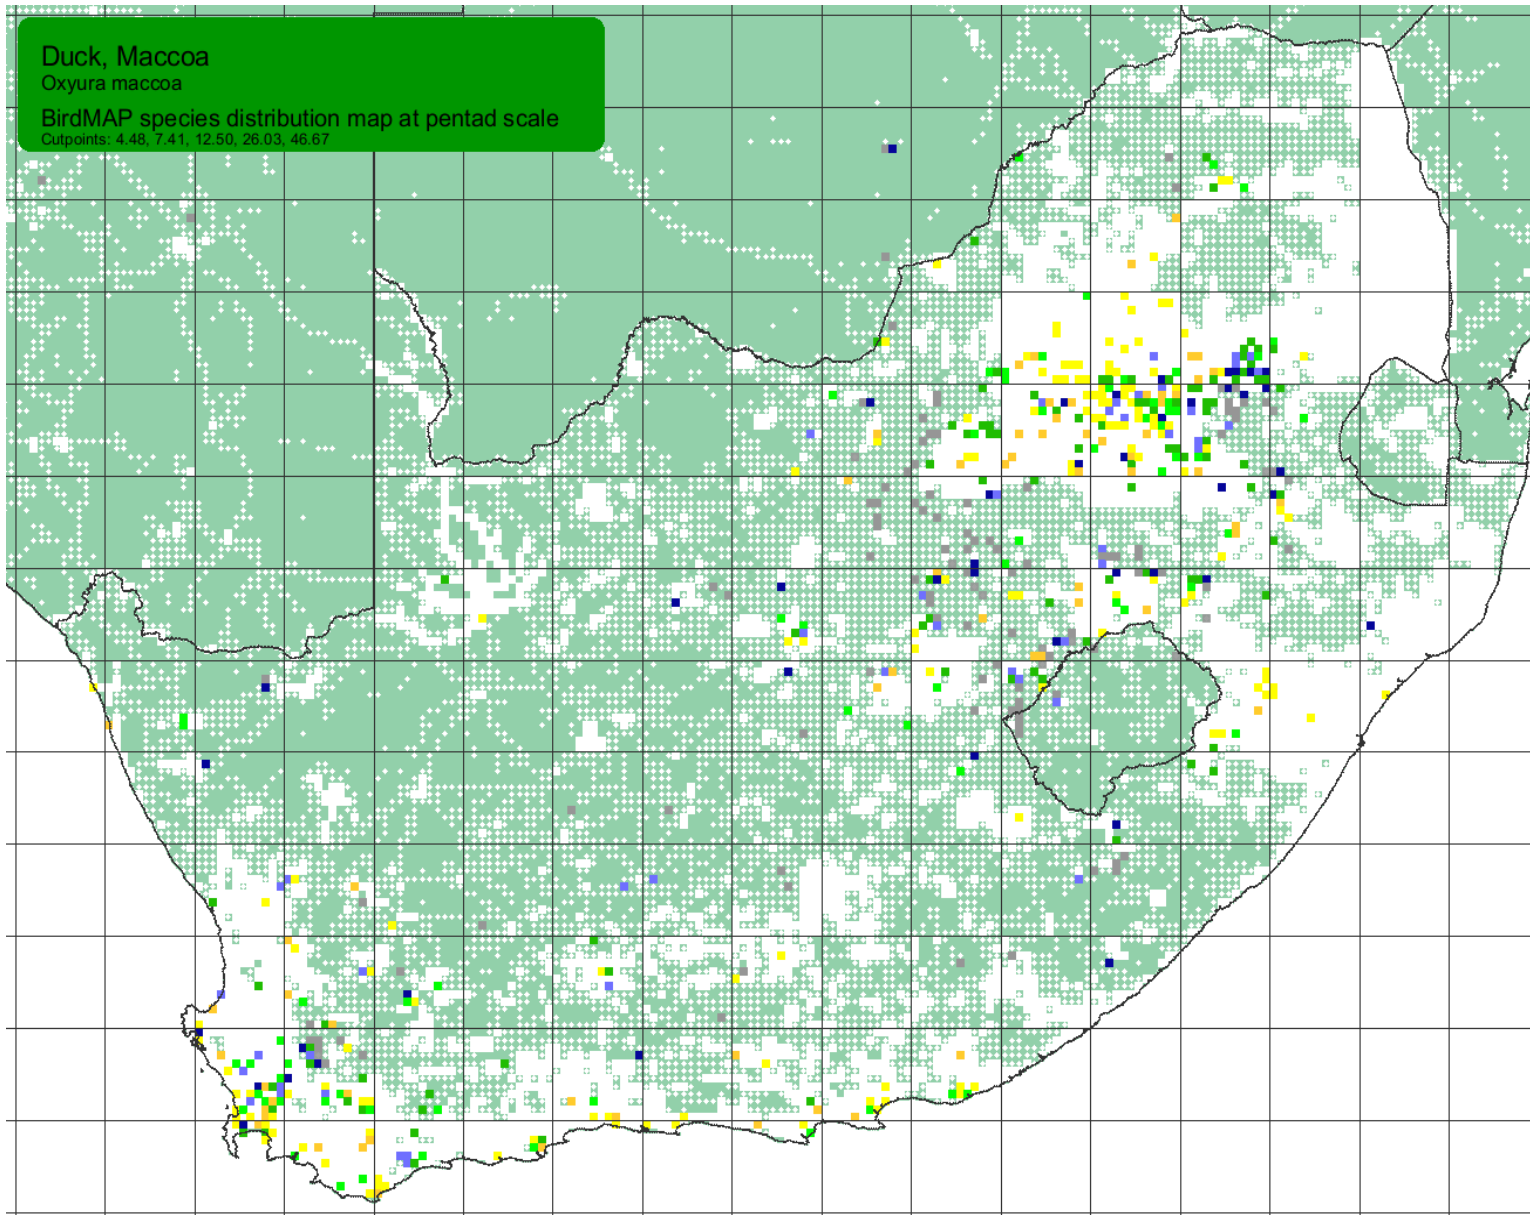 Duck, Maccoa
Oxyura maccoa
BirdMAP species distribution map at pentad scale
Cutpoints: 4.48, 7.41, 12.50, 26.03, 46.67